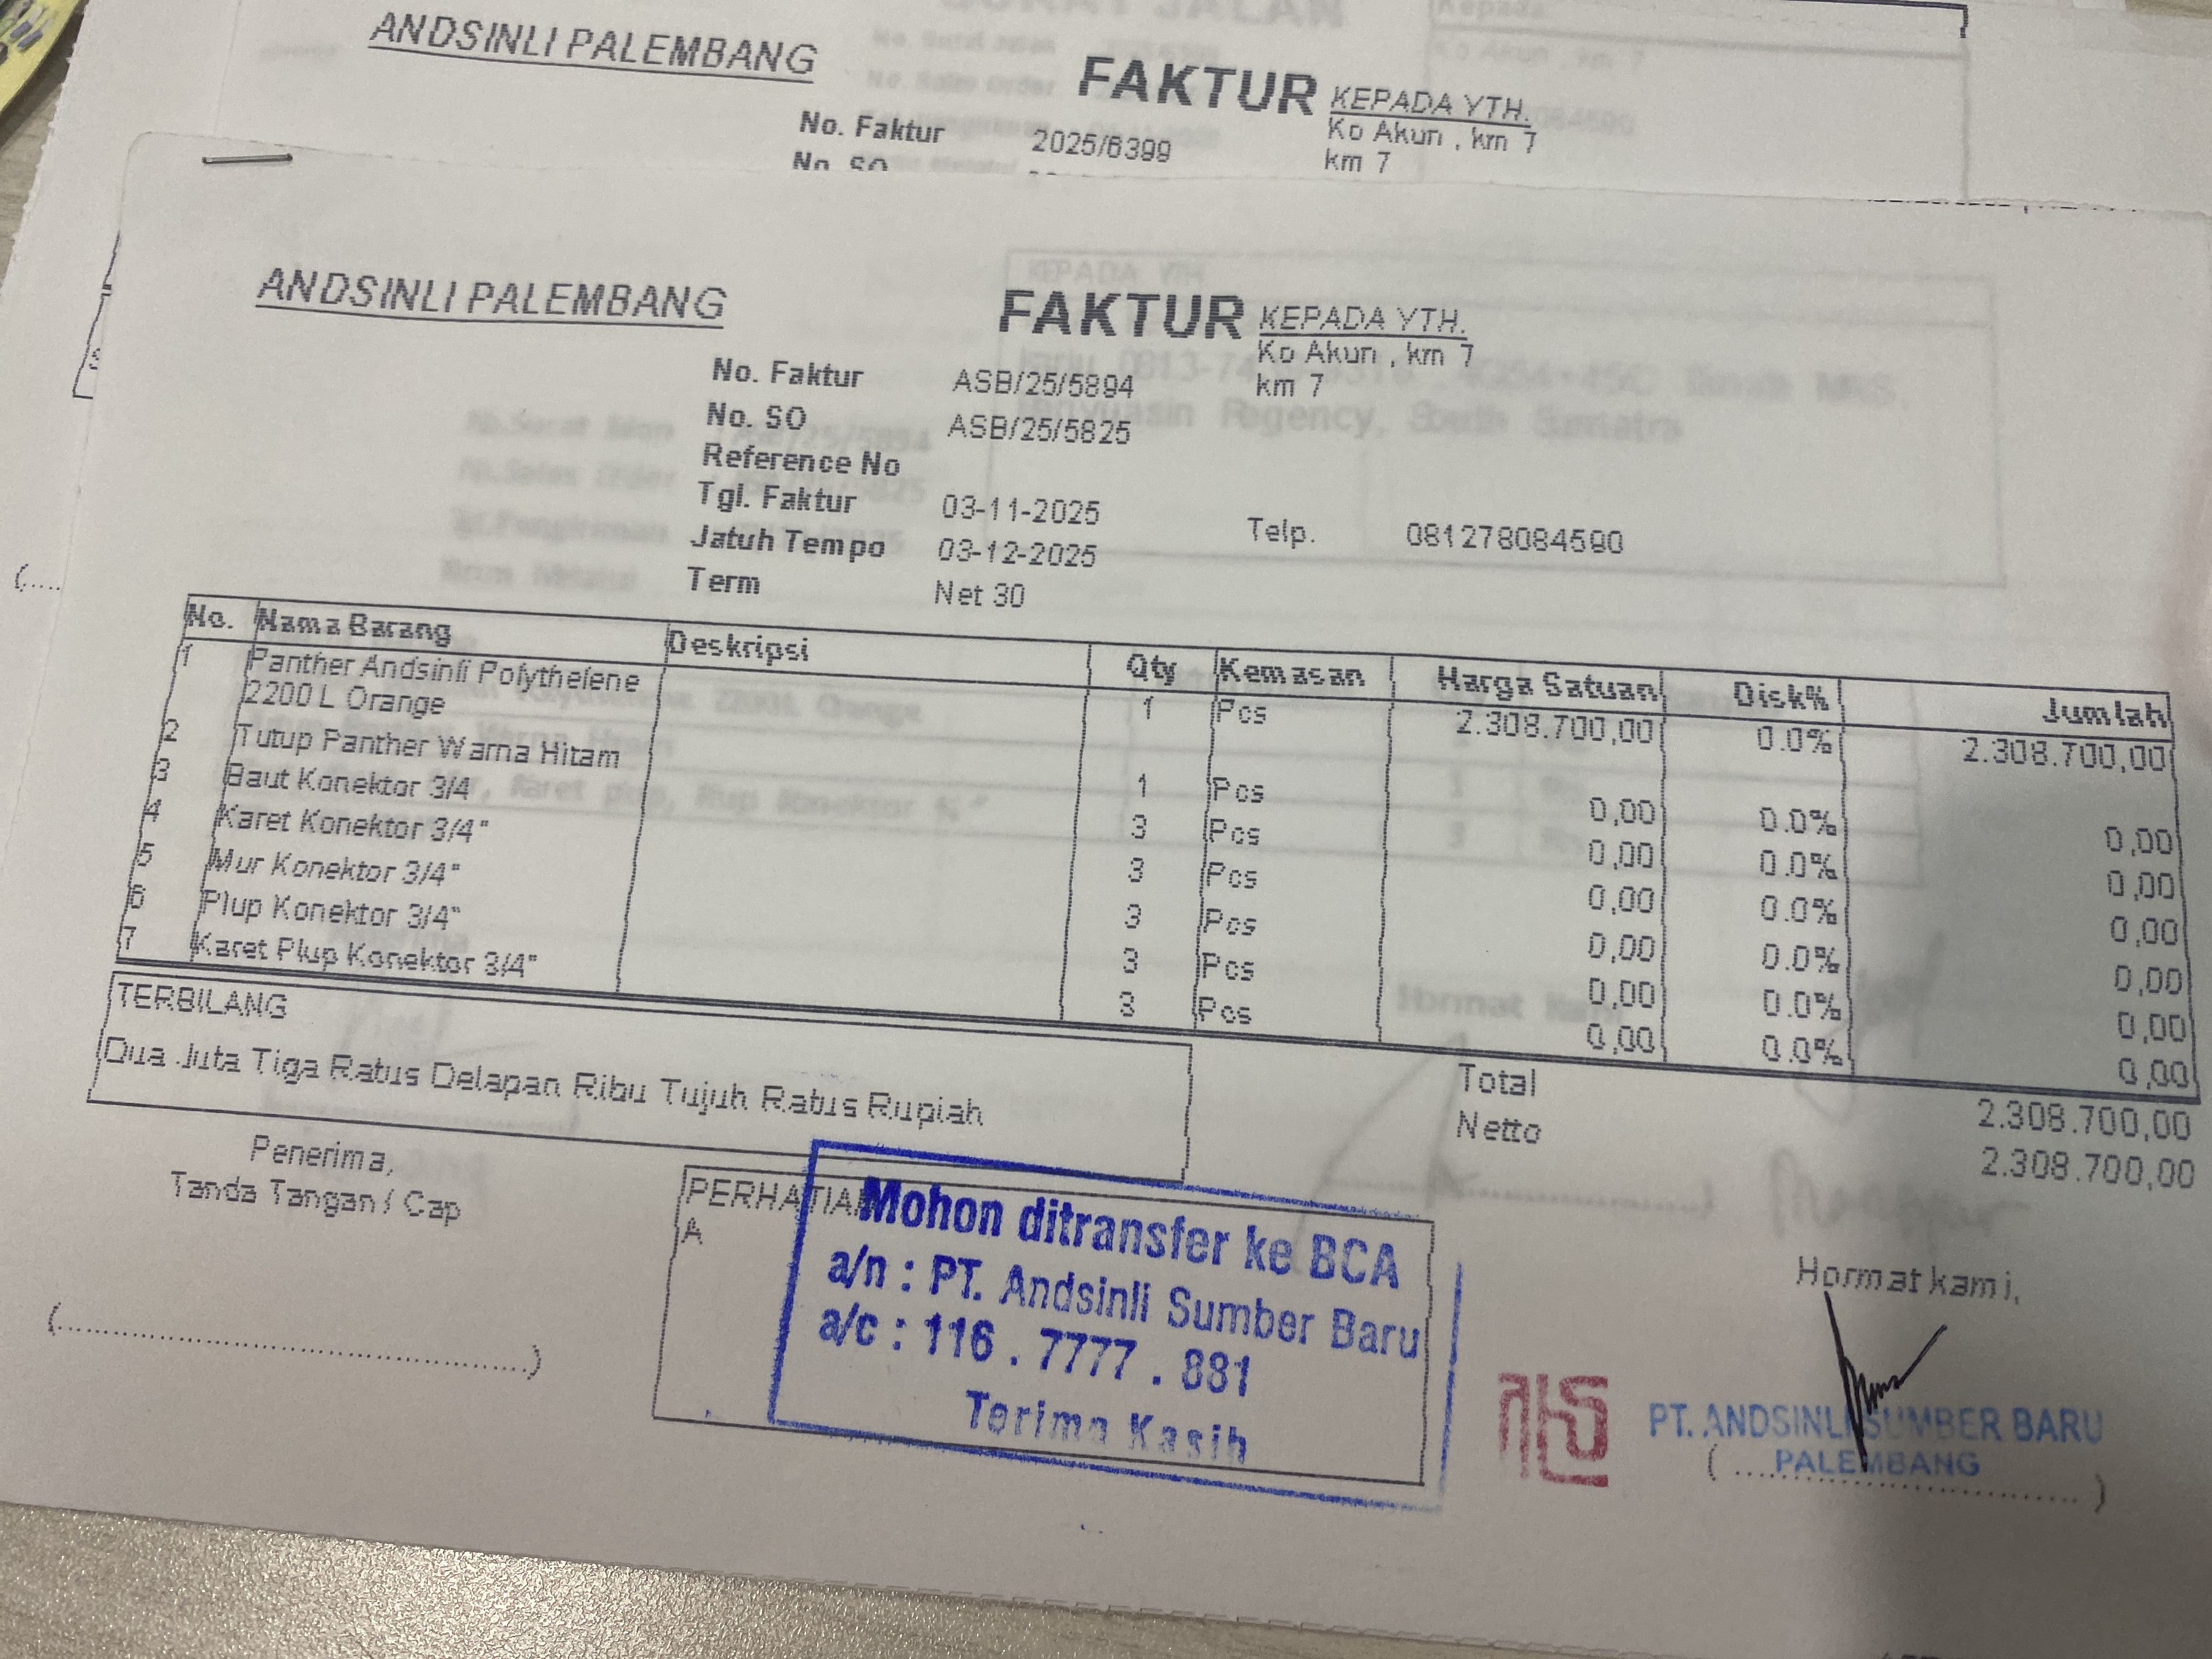 ANDSINLI PALEMBANG
FAKTUR
KEPADA YTH.
Ko Akun , km 7
km 7
No. Faktur 2025/6399
No. SO
ANDSINLI PALEMBANG
FAKTUR
KEPADA YTH.
Ko Akun , km 7
km 7
No. Faktur ASB/25/5894
No. SO ASB/25/5825
Reference No
Tgl. Faktur 03-11-2025
Jatuh Tempo 03-12-2025
Telp. 081278084590
Term Net 30
No. Nama Barang Deskripsi Qty Kemasan Harga Satuan Disk% Jumlah
1 Panther Andsinli Polythelene 1 Pcs 2.308.700,00 0.0% 2.308.700,00
2200 L Orange
2 Tutup Panther Warna Hitam 1 Pcs 0,00 0.0% 0,00
3 Baut Konektor 3/4 3 Pcs 0,00 0.0% 0,00
4 Karet Konektor 3/4" 3 Pcs 0,00 0.0% 0,00
5 Mur Konektor 3/4" 3 Pcs 0,00 0.0% 0,00
6 Plup Konektor 3/4" 3 Pcs 0,00 0.0% 0,00
7 Karet Plup Konektor 3/4" 3 Pcs 0,00 0.0% 0,00
TERBILANG
Dua Juta Tiga Ratus Delapan Ribu Tujuh Ratus Rupiah
Total 2.308.700,00
Netto 2.308.700,00
Penerima,
Tanda Tangan / Cap
PERHATIAN
A
Mohon ditransfer ke BCA
a/n : PT. Andsinli Sumber Baru
a/c : 116 . 7777 . 881
Terima Kasih
Hormat kami,
PT. ANDSINLI SUMBER BARU
PALEMBANG